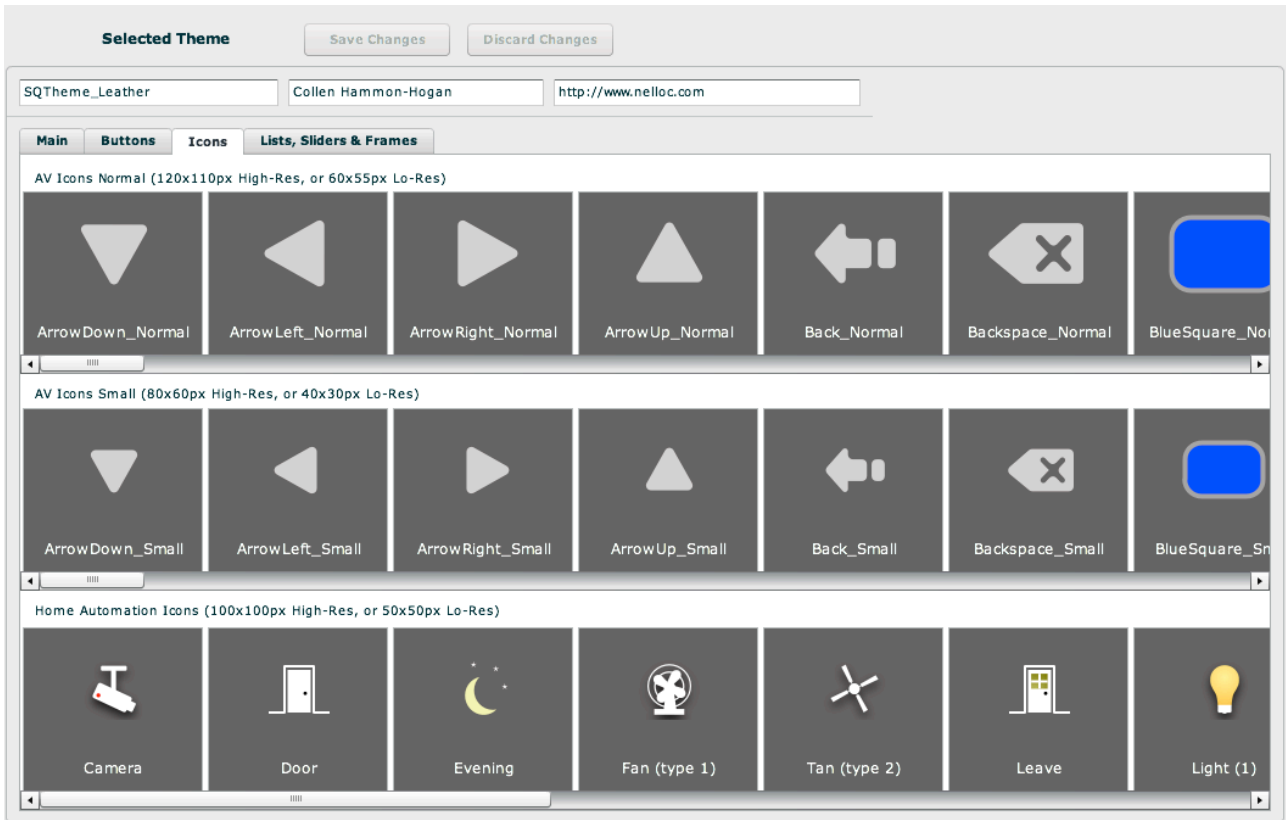 Selected Theme Save Changes Discard Changes
SQTheme_Leather Collen Hammon-Hogan http://www.nelloc.com
Main Buttons Icons Lists, Sliders & Frames
AV Icons Normal (120x110px High-Res, or 60x55px Lo-Res)
ArrowDown_Normal ArrowLeft_Normal ArrowRight_Normal ArrowUp_Normal Back_Normal Backspace_Normal BlueSquare_No
AV Icons Small (80x60px High-Res, or 40x30px Lo-Res)
ArrowDown_Small ArrowLeft_Small ArrowRight_Small ArrowUp_Small Back_Small Backspace_Small BlueSquare_Sn
Home Automation Icons (100x100px High-Res, or 50x50px Lo-Res)
Camera Door Evening Fan (type 1) Tan (type 2) Leave Light (1)